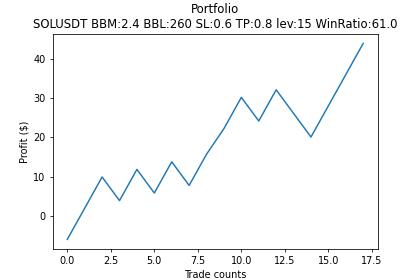 Portfolio
SOLUSDT BBM:2.4 BBL:260 SL:0.6 TP:0.8 lev:15 WinRatio:61.0
40
30
20
10
0
Profit ($)
0.0 2.5 5.0 7.5 10.0 12.5 15.0 17.5
Trade counts